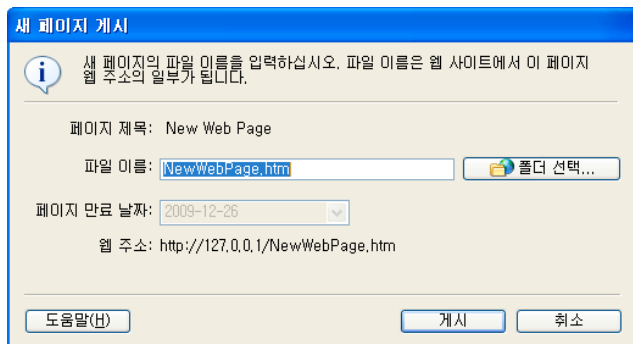 새 페이지 게시
새 페이지의 파일 이름을 입력하십시오. 파일 이름은 웹 사이트에서 이 페이지
웹 주소의 일부가 됩니다.
페이지 제목: New Web Page
파일 이름: NewWebPage.htm 폴더 선택...
페이지 만료 날짜: 2009-12-26
웹 주소: http://127.0.0.1/NewWebPage.htm
도움말(H) 게시 취소